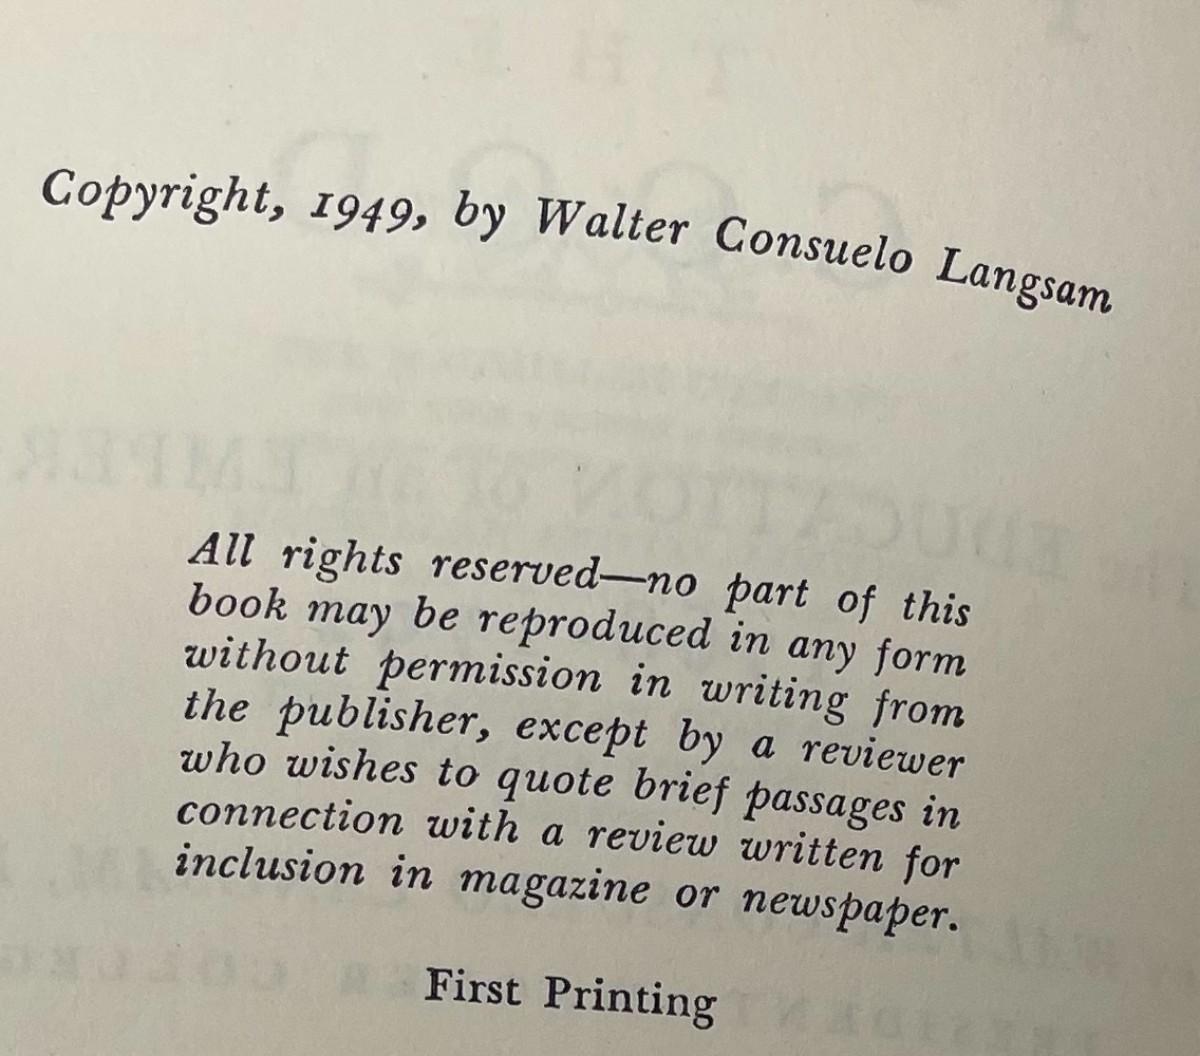 Copyright, 1949, by Walter Consuelo Langsam
All rights reserved—no part of this
book may be reproduced in any form
without permission in writing from
the publisher, except by a reviewer
who wishes to quote brief passages in
connection with a review written for
inclusion in magazine or newspaper.
First Printing